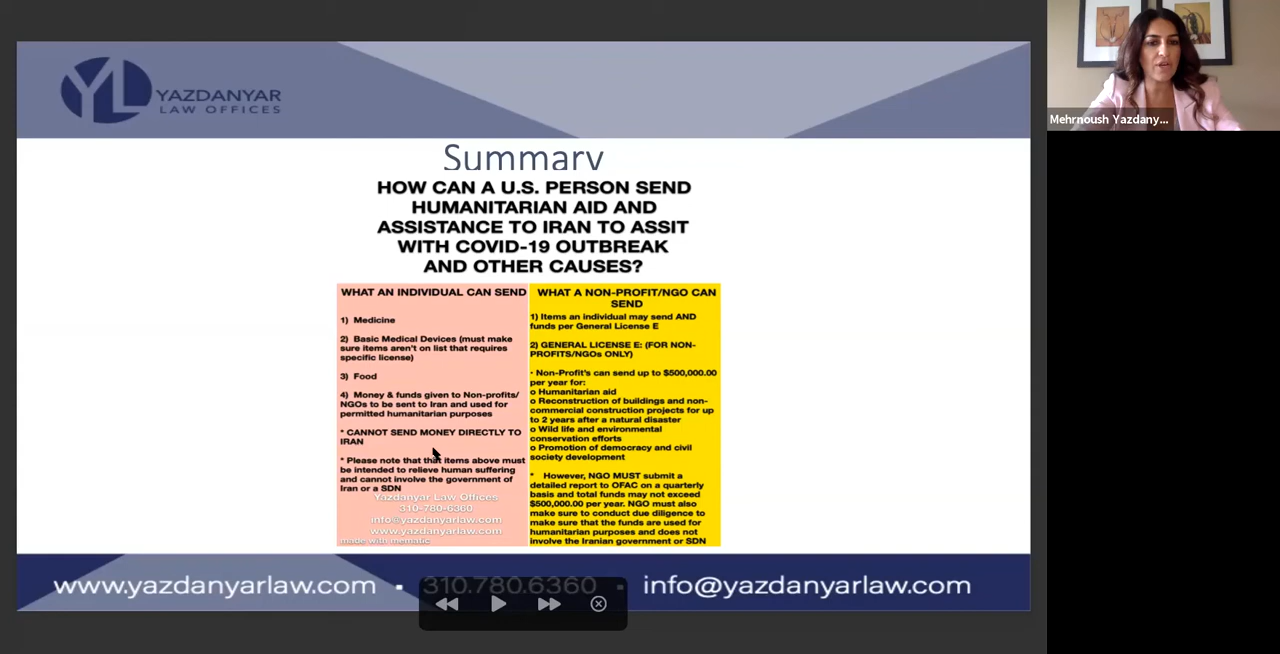 YL YAZDANYAR
LAW OFFICES
Mehrnoush Yazdany...
Summary
HOW CAN A U.S. PERSON SEND
HUMANITARIAN AID AND
ASSISTANCE TO IRAN TO ASSIT
WITH COVID-19 OUTBREAK
AND OTHER CAUSES?
WHAT AN INDIVIDUAL CAN SEND
1) Medicine
2) Basic Medical Devices (must make
sure items aren't on list that requires
specific license)
3) Food
4) Money & funds given to Non-profits/
NGOs to be sent to Iran and used for
permitted humanitarian purposes
* CANNOT SEND MONEY DIRECTLY TO
IRAN
* Please note that the items above must
be intended to relieve human suffering
and cannot involve the government of
Iran or a SDN
Yazdanyar Law Offices
310-780-6360
info@yazdanyarlaw.com
www.yazdanyarlaw.com
made with mematic
WHAT A NON-PROFIT/NGO CAN
SEND
1) Items an individual may send AND
funds per General License E
2) GENERAL LICENSE E: (FOR NON-
PROFITS/NGOs ONLY)
· Non-Profit's can send up to $500,000.00
per year for:
o Humanitarian aid
o Reconstruction of buildings and non-
commercial construction projects for up
to 2 years after a natural disaster
o Wild life and environmental
conservation efforts
o Promotion of democracy and civil
society development
* However, NGO MUST submit a
detailed report to OFAC on a quarterly
basis and total funds may not exceed
$500,000.00 per year. NGO must also
make sure to conduct due diligence to
make sure that the funds are used for
humanitarian purposes and does not
involve the Iranian government or SDN
www.yazdanyarlaw.com · 310.780.6360 · info@yazdanyarlaw.com